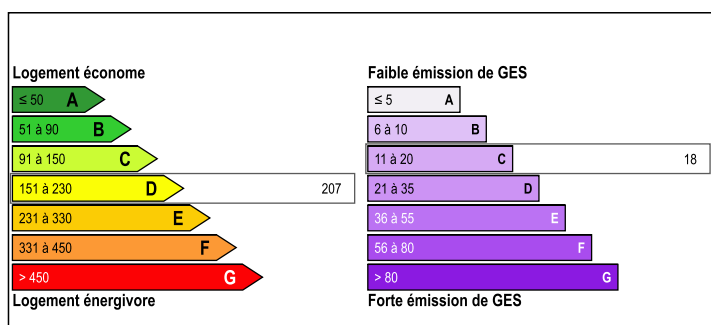 Logement économe
≤ 50 A
51 à 90 B
91 à 150 C
151 à 230 D 207
231 à 330 E
331 à 450 F
> 450 G
Logement énergivore
Faible émission de GES
≤ 5 A
6 à 10 B
11 à 20 C 18
21 à 35 D
36 à 55 E
56 à 80 F
> 80 G
Forte émission de GES